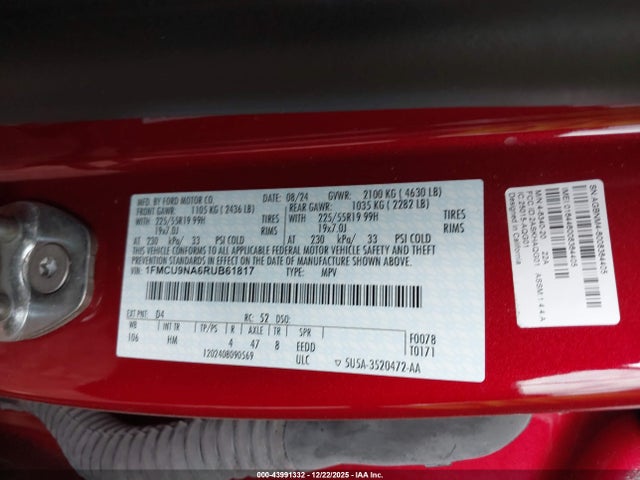 MFD. BY FORD MOTOR CO.
DATE: 08/24 GVWR: 2100 KG ( 4630 LB)
FRONT GAWR: 1105 KG ( 2436 LB) REAR GAWR: 1035 KG ( 2282 LB)
WITH 225/55R19 99H TIRES WITH 225/55R19 99H TIRES
19x7.0J RIMS 19x7.0J RIMS
AT 230 kPa/ 33 PSI COLD AT 230 kPa/ 33 PSI COLD
THIS VEHICLE CONFORMS TO ALL APPLICABLE FEDERAL MOTOR VEHICLE SAFETY AND THEFT
PREVENTION STANDARDS IN EFFECT ON THE DATE OF MANUFACTURE SHOWN ABOVE.
VIN: 1FMCU9NA6RUB61817
TYPE: MPV
EXT PNT: D4 RC: 52 DSO:
WB INT TR TP/PS R AXLE TR SPR
106 HM 4 47 8 EEDD
F0078
T0171
1202408090569 ULC ▽ SU5A-3520472-AA
SN:AGBNAM4-A2008384405
000-43991332 - 12/22/2025 - IAA Inc.